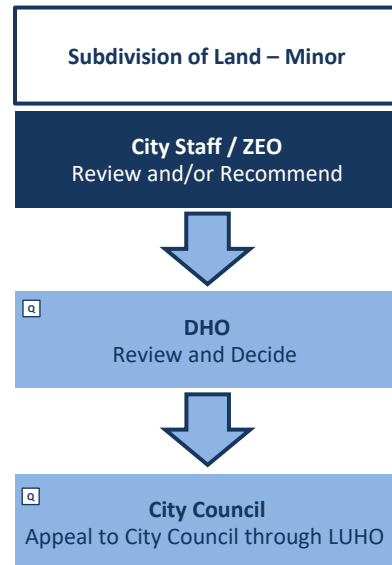 Subdivision of Land – Minor
City Staff / ZEO
Review and/or Recommend
Q
DHO
Review and Decide
Q
City Council
Appeal to City Council through LUHO